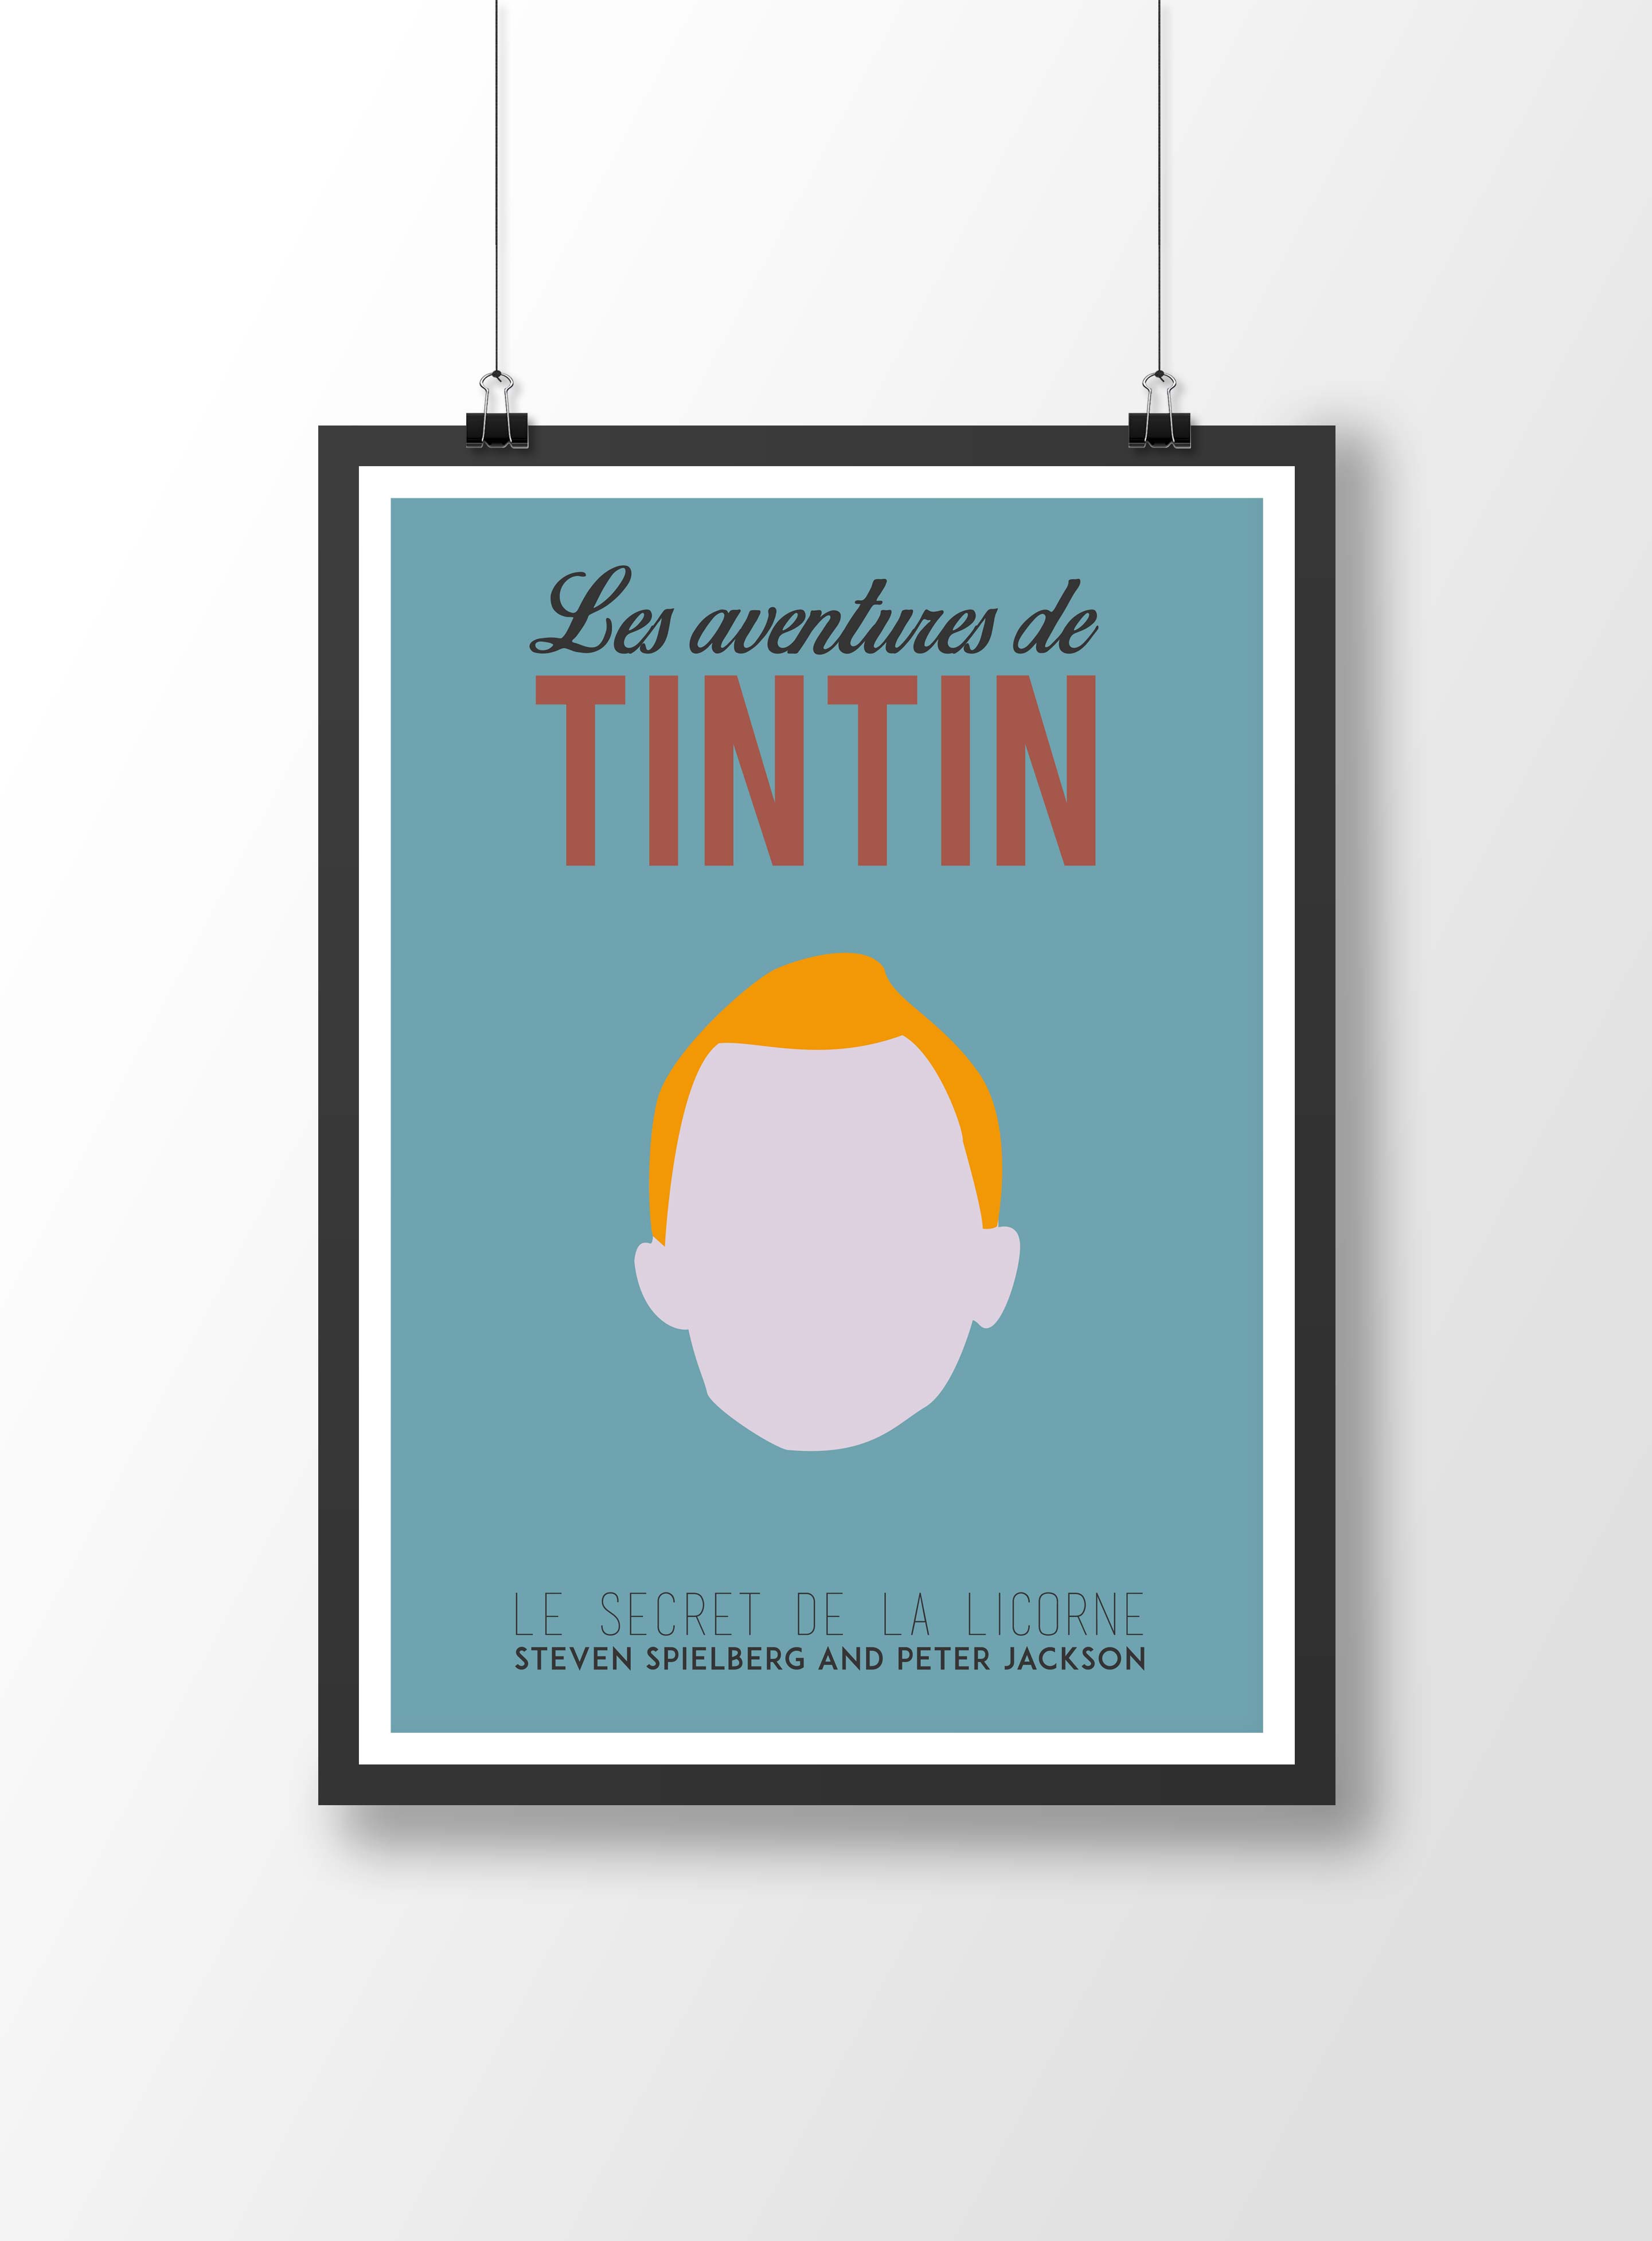 Les aventures de
TINTIN
LE SECRET DE LA LICORNE
STEVEN SPIELBERG AND PETER JACKSON